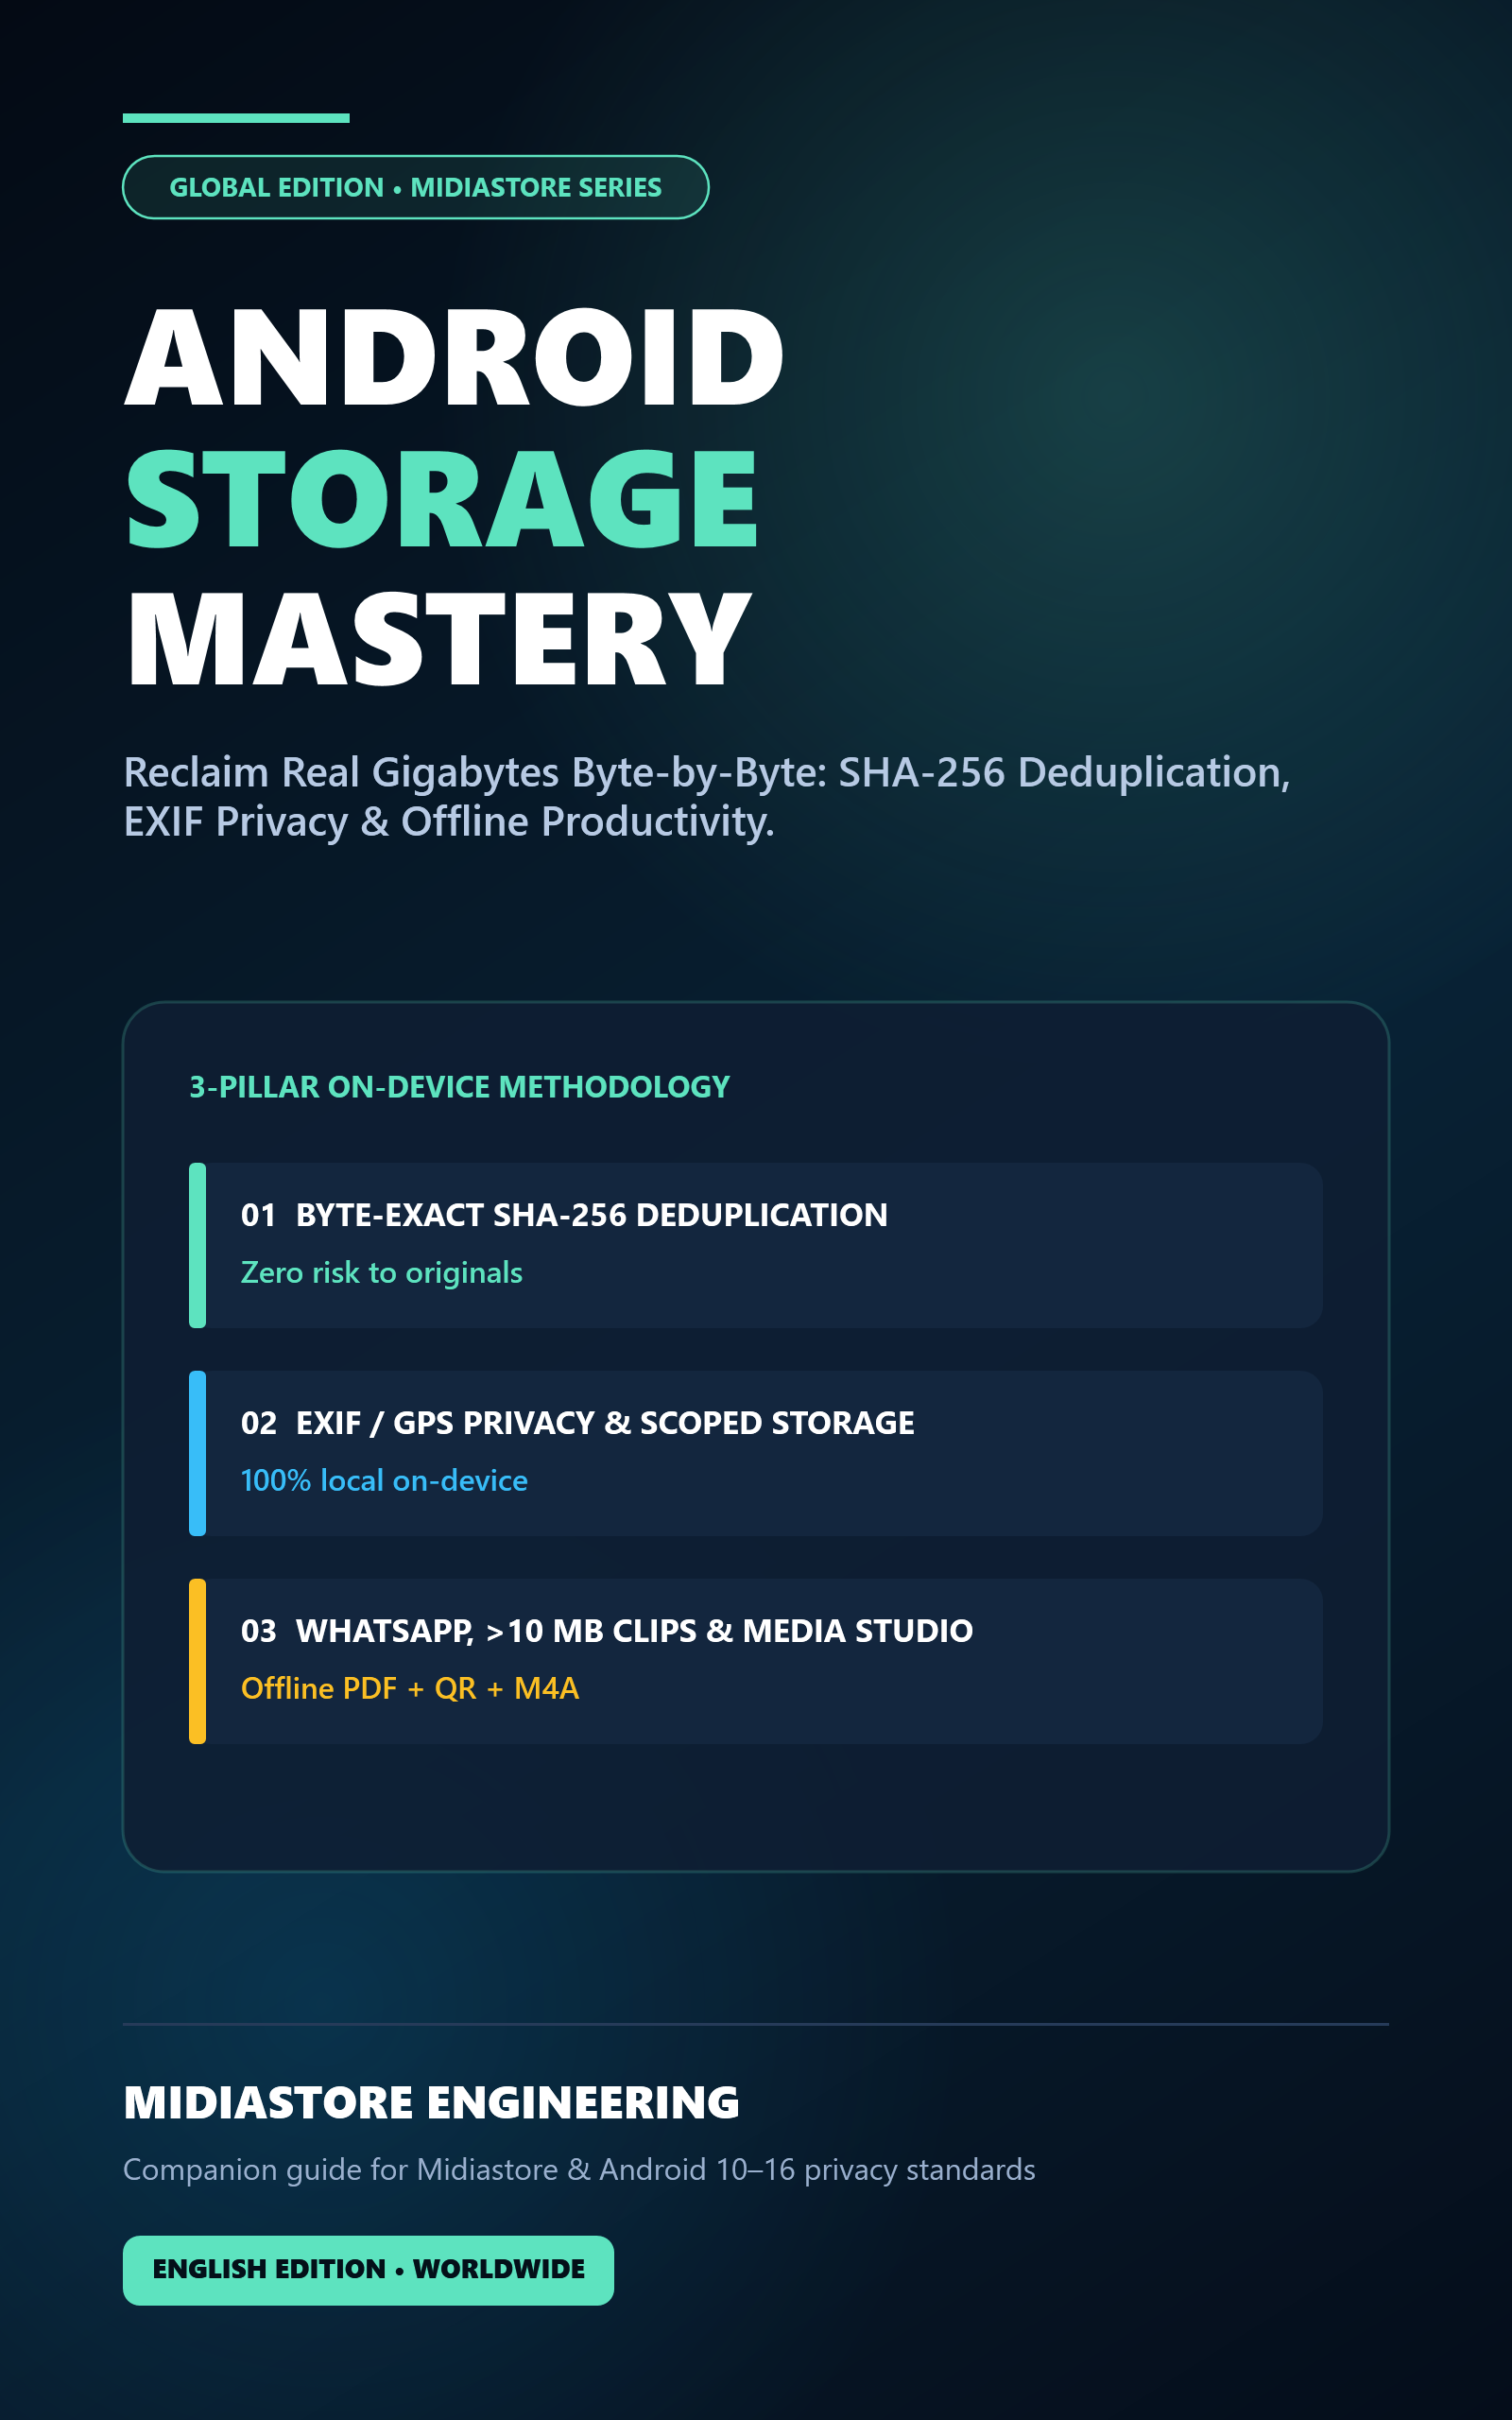 GLOBAL EDITION • MIDIASTORE SERIES
ANDROID
STORAGE
MASTERY
Reclaim Real Gigabytes Byte-by-Byte: SHA-256 Deduplication,
EXIF Privacy & Offline Productivity.
3-PILLAR ON-DEVICE METHODOLOGY
01 BYTE-EXACT SHA-256 DEDUPLICATION
Zero risk to originals
02 EXIF / GPS PRIVACY & SCOPED STORAGE
100% local on-device
03 WHATSAPP, >10 MB CLIPS & MEDIA STUDIO
Offline PDF + QR + M4A
MIDIASTORE ENGINEERING
Companion guide for Midiastore & Android 10–16 privacy standards
ENGLISH EDITION • WORLDWIDE